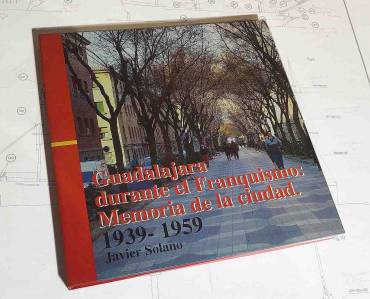 Guadalajara
durante el Franquismo:
Memoria de la ciudad.
1939- 1959
Javier Solano